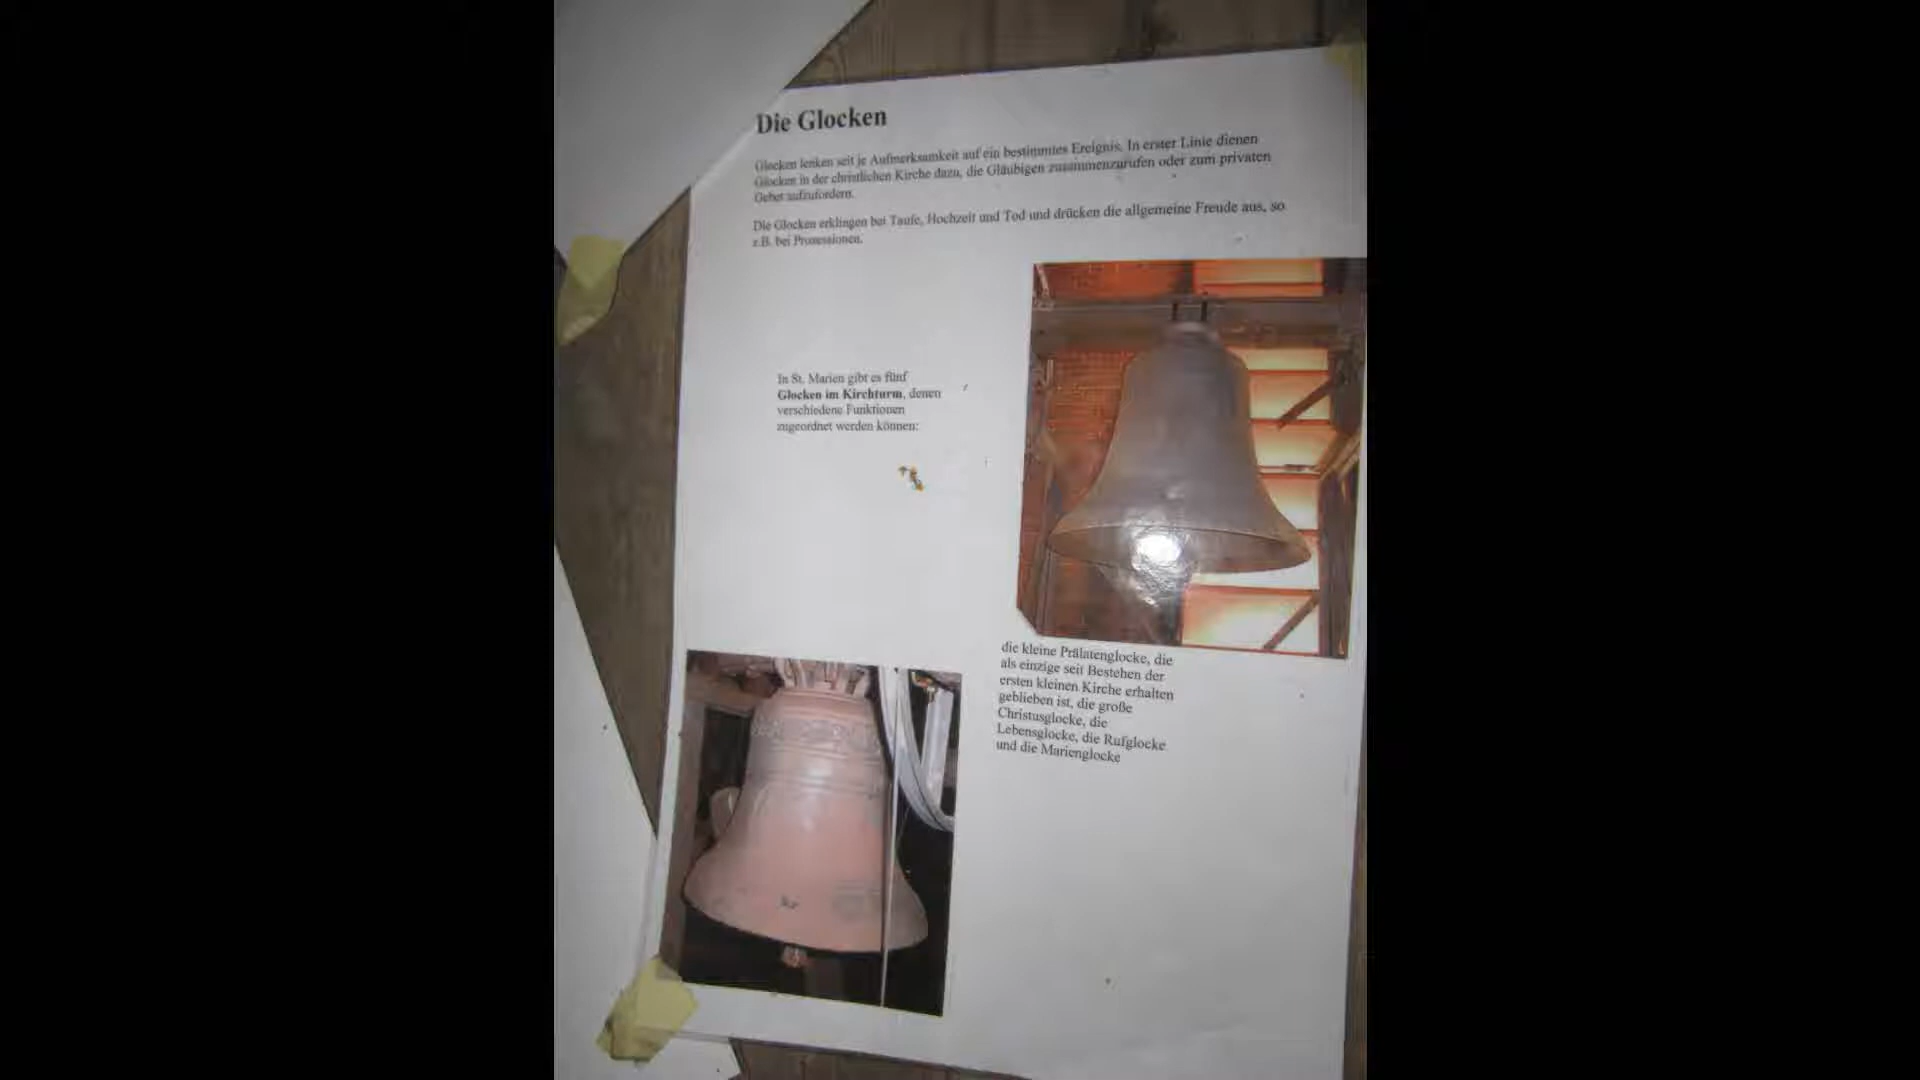 Die Glocken
Glocken lenken seit je Aufmerksamkeit auf ein bestimmtes Ereignis. In erster Linie dienen
Glocken in der christlichen Kirche dazu, die Gläubigen zusammenzurufen oder zum privaten
Gebet aufzufordern.
Die Glocken erklingen bei Taufe, Hochzeit und Tod und drücken die allgemeine Freude aus, so
z.B. bei Prozessionen.
In St. Marien gibt es fünf
Glocken im Kirchturm, denen
verschiedene Funktionen
zugeordnet werden können:
die kleine Prälatenglocke, die
als einzige seit Bestehen der
ersten kleinen Kirche erhalten
geblieben ist, die große
Christusglocke, die
Lebensglocke, die Rufglocke
und die Marienglocke